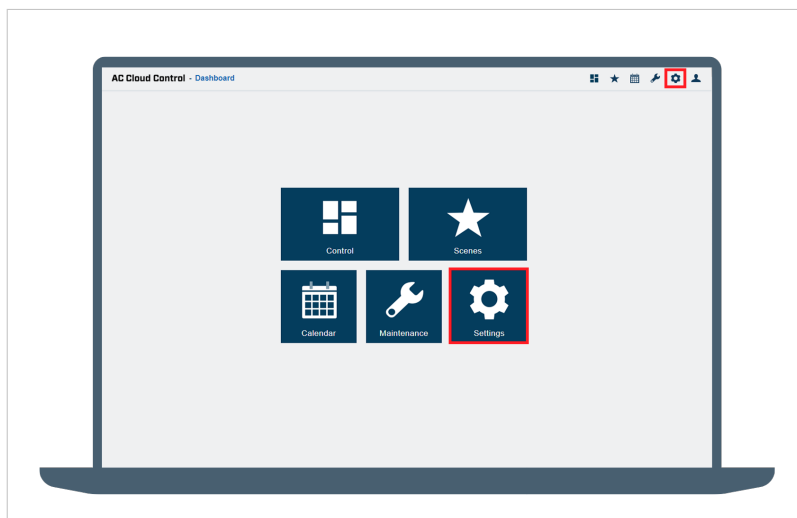 AC Cloud Control - Dashboard
Control
Scenes
Calendar
Maintenance
Settings